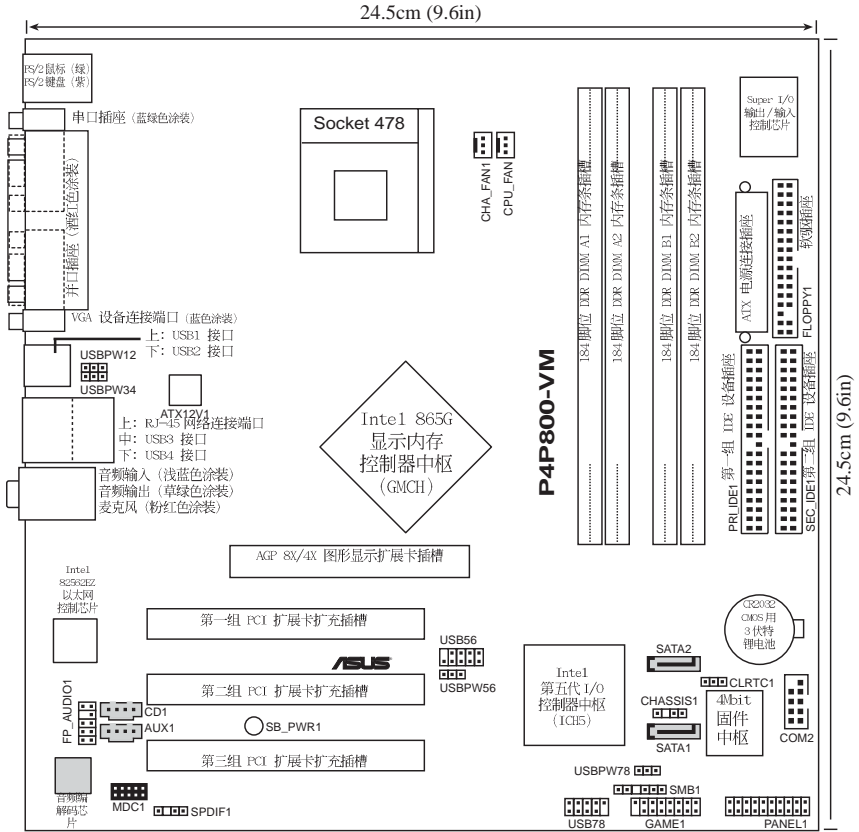 24.5cm (9.6in)
PS/2 鼠标（绿）
PS/2 键盘（紫）
串口插座（蓝绿色涂装）
并口插座（酒红色涂装）
VGA 设备连接端口（蓝色涂装）
上：USB1 接口
下：USB2 接口
USBPW12
USBPW34
ATX12V1
上：RJ-45 网络连接端口
中：USB3 接口
下：USB4 接口
音频输入（浅蓝色涂装）
音频输出（草绿色涂装）
麦克风（粉红色涂装）
Socket 478
CHA_FAN1
CPU_FAN
184 脚位 DDR DIMM A1 内存条插槽
184 脚位 DDR DIMM A2 内存条插槽
184 脚位 DDR DIMM B1 内存条插槽
184 脚位 DDR DIMM B2 内存条插槽
Super I/O
输出/输入
控制芯片
ATX 电源连接插座
软驱插座
FLOPPY1
PRI_IDE1 第一组 IDE 设备插座
SEC_IDE1 第二组 IDE 设备插座
24.5cm (9.6in)
Intel 865G
显示内存
控制器中枢
(GMCH)
P4P800-VM
AGP 8X/4X 图形显示扩展卡插槽
Intel
82562EZ
以太网
控制芯片
第一组 PCI 扩展卡扩充插槽
ASUS
第二组 PCI 扩展卡扩充插槽
第三组 PCI 扩展卡扩充插槽
USB56
USBPW56
CR2032
CMOS 用
3 伏特
锂电池
Intel
第五代 I/O
控制器中枢
(ICH5)
SATA2
CLRTC1
CHASSIS1
SATA1
4Mbit
固件
中枢
COM2
FP_AUDIO1
CD1
AUX1
SB_PWR1
音频编
解码芯
片
MDC1
SPDIF1
USBPW78
SMB1
USB78
GAME1
PANEL1